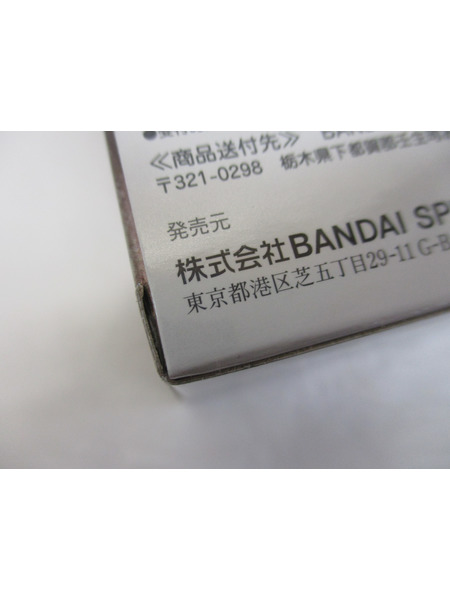 《商品送付先》 BAN
〒321-0298 栃木県下都賀郡壬生町
発売元
株式会社BANDAI SP
東京都港区芝五丁目29-11 G-B